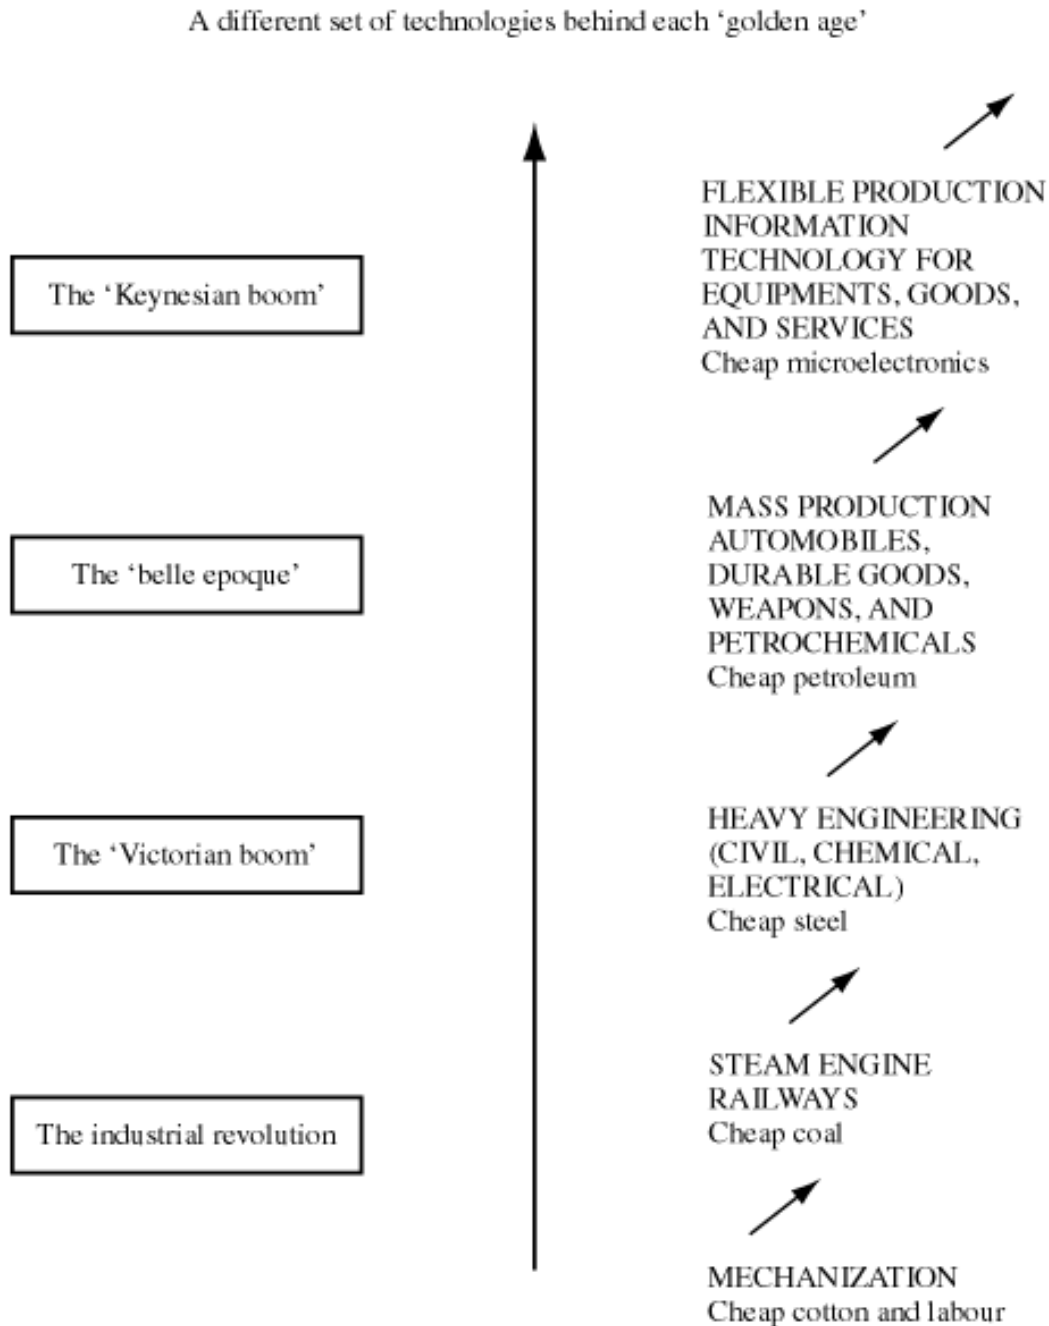 A different set of technologies behind each ‘golden age’
The ‘Keynesian boom’
The ‘belle epoque’
The ‘Victorian boom’
The industrial revolution
FLEXIBLE PRODUCTION
INFORMATION
TECHNOLOGY FOR
EQUIPMENTS, GOODS,
AND SERVICES
Cheap microelectronics
MASS PRODUCTION
AUTOMOBILES,
DURABLE GOODS,
WEAPONS, AND
PETROCHEMICALS
Cheap petroleum
HEAVY ENGINEERING
(CIVIL, CHEMICAL,
ELECTRICAL)
Cheap steel
STEAM ENGINE
RAILWAYS
Cheap coal
MECHANIZATION
Cheap cotton and labour